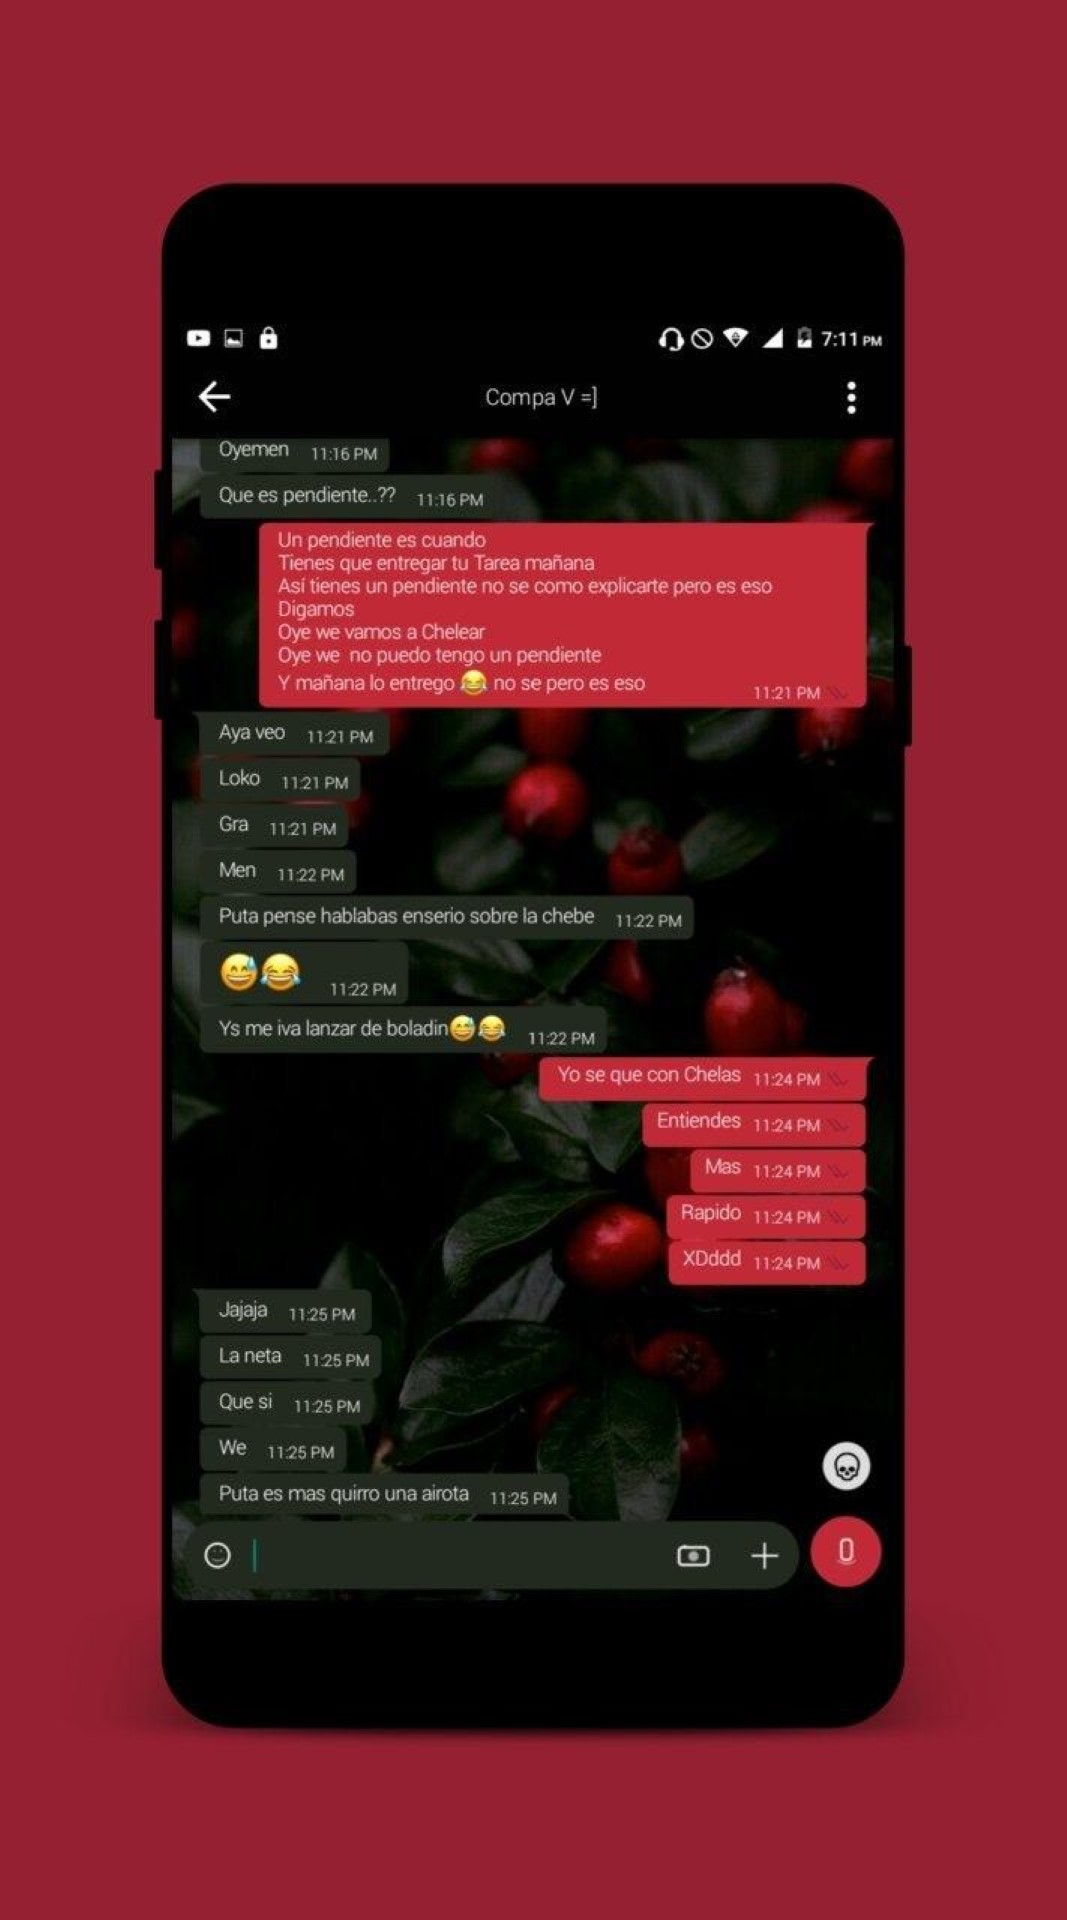 7:11 PM
Compa V =]
Oyemen 11:16 PM
Que es pendiente..?? 11:16 PM
Un pendiente es cuando
Tienes que entregar tu Tarea mañana
Así tienes un pendiente no se como explicarte pero es eso
Digamos
Oye we vamos a Chelear
Oye we  no puedo tengo un pendiente
Y mañana lo entrego 😂 no se pero es eso 11:21 PM
Aya veo 11:21 PM
Loko 11:21 PM
Gra 11:21 PM
Men 11:22 PM
Puta pense hablabas enserio sobre la chebe 11:22 PM
😅😂 11:22 PM
Ys me iva lanzar de boladin😅😂 11:22 PM
Yo se que con Chelas 11:24 PM
Entiendes 11:24 PM
Mas 11:24 PM
Rapido 11:24 PM
XDddd 11:24 PM
Jajaja 11:25 PM
La neta 11:25 PM
Que si 11:25 PM
We 11:25 PM
Puta es mas quirro una airota 11:25 PM